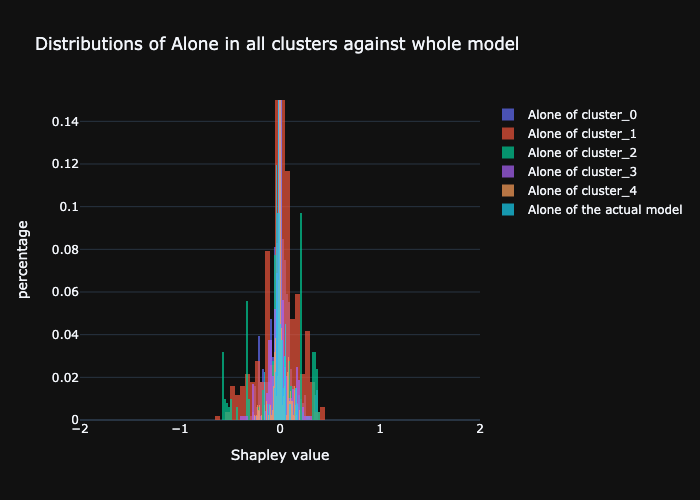 Distributions of Alone in all clusters against whole model
Alone of cluster_0
Alone of cluster_1
Alone of cluster_2
Alone of cluster_3
Alone of cluster_4
Alone of the actual model
percentage
0.14
0.12
0.1
0.08
0.06
0.04
0.02
0
−2
−1
0
1
2
Shapley value